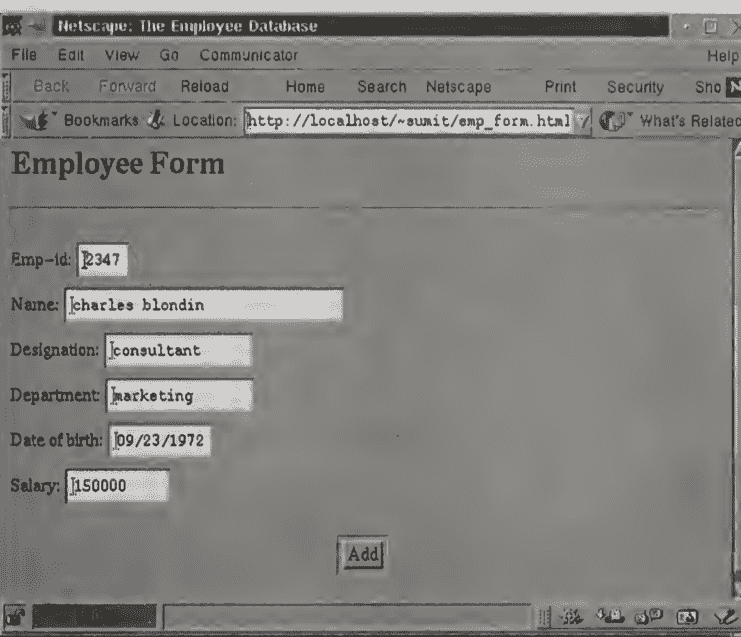 Netscape: The Employee Database
File Edit View Go Communicator Help
Back Forward Reload Home Search Netscape Print Security Sho N
Bookmarks Location: http://localhost/~sumit/emp_form.html What's Related
Employee Form
Emp-id: 2347
Name: charles blondin
Designation: consultant
Department: marketing
Date of birth: 09/23/1972
Salary: 150000
Add